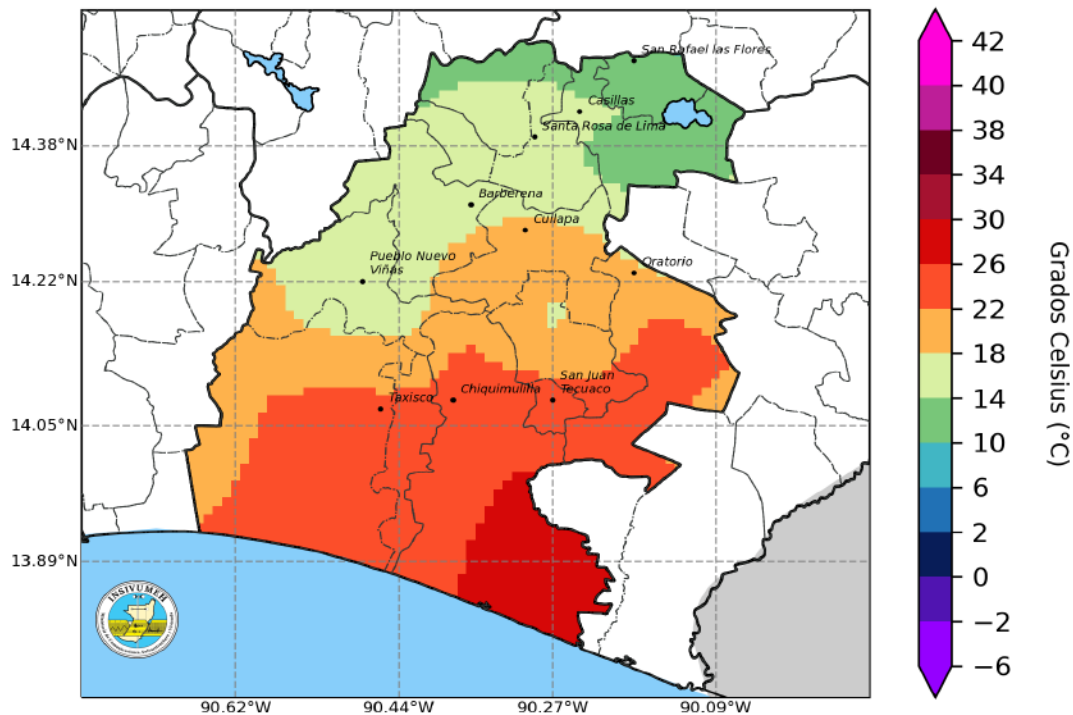 San Rafael las Flores
Casillas
Santa Rosa de Lima
Barberena
Cuilapa
Pueblo Nuevo
Viñas
Oratorio
San Juan
Tecuaco
Chiquimulilla
Taxisco
14.38°N
14.22°N
14.05°N
13.89°N
90.62°W
90.44°W
90.27°W
90.09°W
42
40
38
34
30
26
22
18
14
10
6
2
0
−2
−6
Grados Celsius (°C)
INSIVUMEH